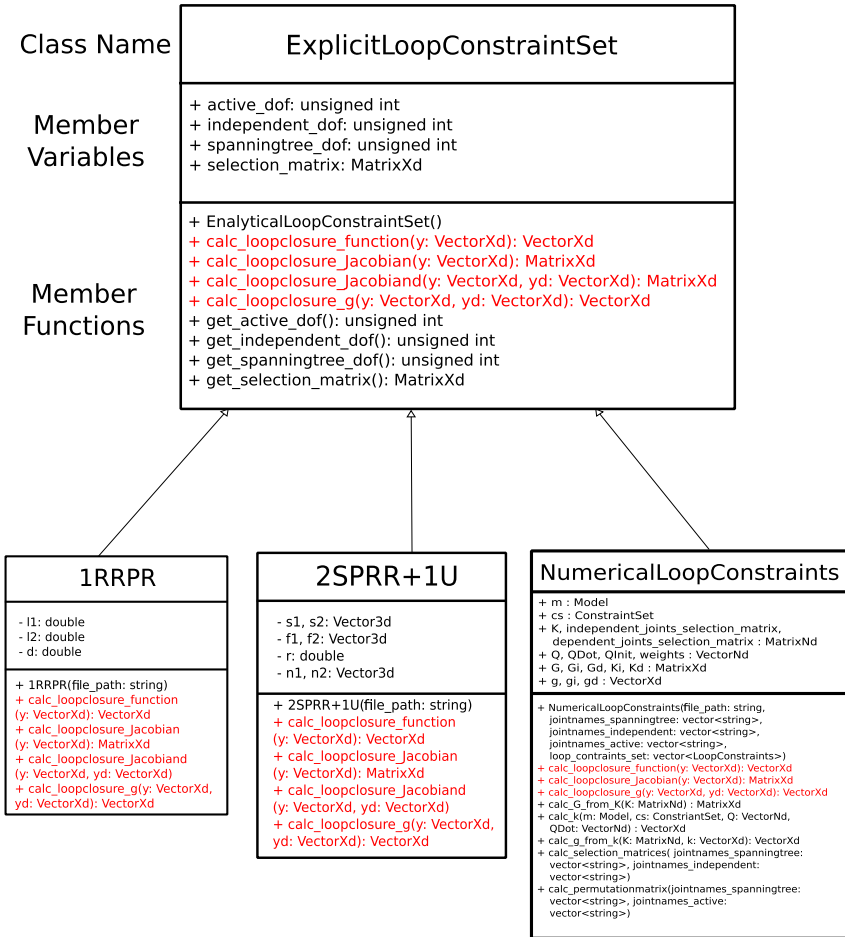 Class Name
ExplicitLoopConstraintSet
Member
Variables
+ active_dof: unsigned int
+ independent_dof: unsigned int
+ spanningtree_dof: unsigned int
+ selection_matrix: MatrixXd
Member
Functions
+ EnalyticalLoopConstraintSet()
+ calc_loopclosure_function(y: VectorXd): VectorXd
+ calc_loopclosure_Jacobian(y: VectorXd): MatrixXd
+ calc_loopclosure_Jacobiand(y: VectorXd, yd: VectorXd): MatrixXd
+ calc_loopclosure_g(y: VectorXd, yd: VectorXd): VectorXd
+ get_active_dof(): unsigned int
+ get_independent_dof(): unsigned int
+ get_spanningtree_dof(): unsigned int
+ get_selection_matrix(): MatrixXd
1RRPR
- l1: double
- l2: double
- d: double
+ 1RRPR(file_path: string)
+ calc_loopclosure_function
(y: VectorXd): VectorXd
+ calc_loopclosure_Jacobian
(y: VectorXd): MatrixXd
+ calc_loopclosure_Jacobiand
(y: VectorXd, yd: VectorXd)
+ calc_loopclosure_g(y: VectorXd,
yd: VectorXd): VectorXd
2SPRR+1U
- s1, s2: Vector3d
- f1, f2: Vector3d
- r: double
- n1, n2: Vector3d
+ 2SPRR+1U(file_path: string)
+ calc_loopclosure_function
(y: VectorXd): VectorXd
+ calc_loopclosure_Jacobian
(y: VectorXd): MatrixXd
+ calc_loopclosure_Jacobiand
(y: VectorXd, yd: VectorXd)
+ calc_loopclosure_g(y: VectorXd,
yd: VectorXd): VectorXd
NumericalLoopConstraints
+ m : Model
+ cs : ConstraintSet
+ K, independent_joints_selection_matrix,
dependent_joints_selection_matrix : MatrixNd
+ Q, QDot, QInit, weights : VectorNd
+ G, Gi, Gd, Ki, Kd : MatrixXd
+ g, gi, gd : VectorXd
+ NumericalLoopConstraints(file_path: string,
jointnames_spanningtree: vector<string>,
jointnames_independent: vector<string>,
jointnames_active: vector<string>,
loop_contraints_set: vector<LoopConstraints>)
+ calc_loopclosure_function(y: VectorXd): VectorXd
+ calc_loopclosure_Jacobian(y: VectorXd): MatrixXd
+ calc_loopclosure_g(y: VectorXd, yd: VectorXd): VectorXd
+ calc_G_from_K(K: MatrixNd) : MatrixXd
+ calc_k(m: Model, cs: ConstriantSet, Q: VectorNd,
QDot: VectorNd) : VectorXd
+ calc_g_from_k(K: MatrixNd, k: VectorXd): VectorXd
+ calc_selection_matrices( jointnames_spanningtree:
vector<string>, jointnames_independent:
vector<string>)
+ calc_permutationmatrix(jointnames_spanningtree:
vector<string>, jointnames_active:
vector<string>)